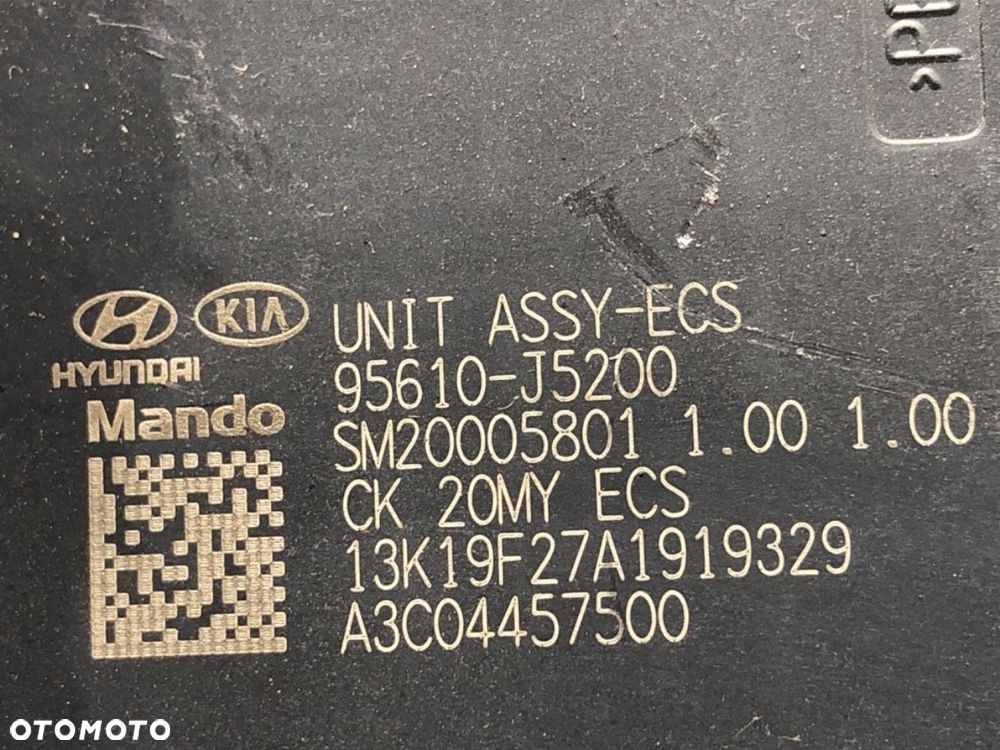 HYUNDAI
KIA
Mando
UNIT ASSY-ECS
95610-J5200
SM20005801 1.00 1.00
CK 20MY ECS
13K19F27A1919329
A3C04457500
OTOMOTO